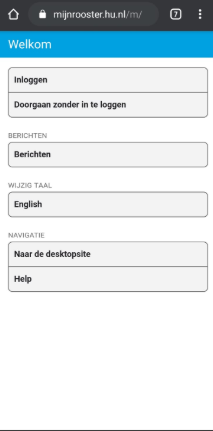 mijnrooster.hu.nl/m/
7
Welkom
Inloggen
Doorgaan zonder in te loggen
BERICHTEN
Berichten
WIJZIG TAAL
English
NAVIGATIE
Naar de desktopsite
Help